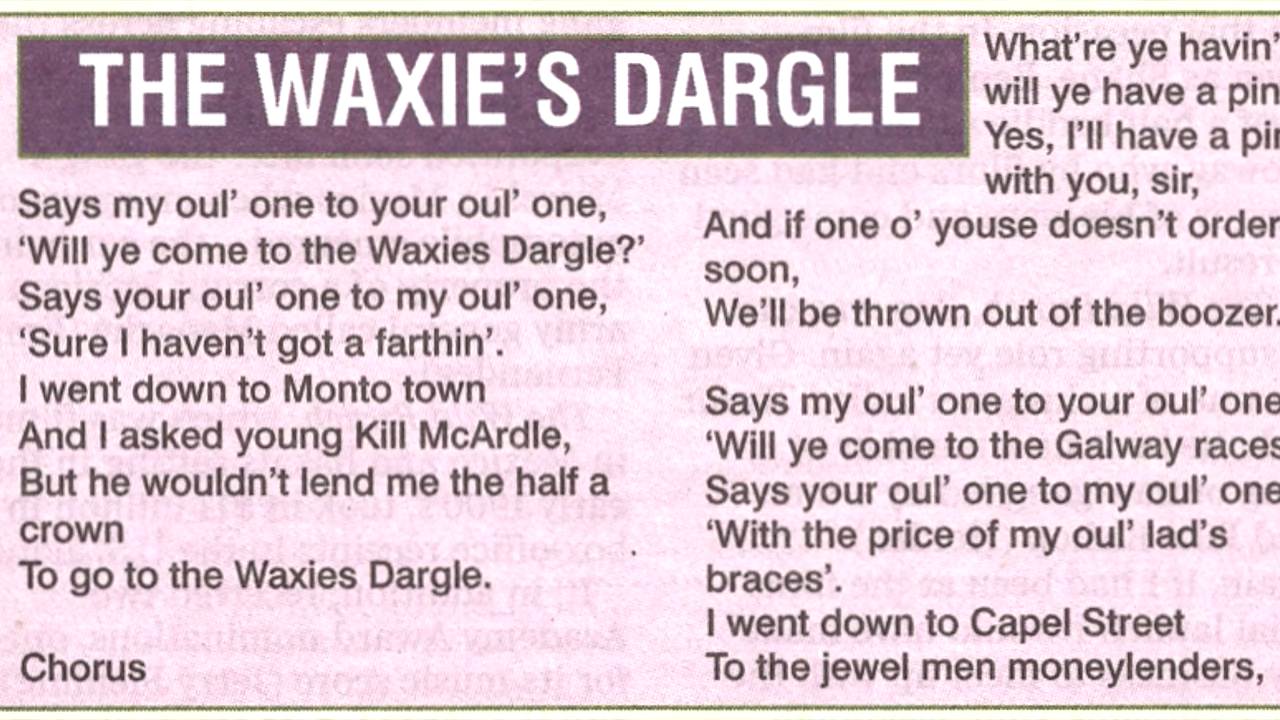 THE WAXIE'S DARGLE
Says my oul' one to your oul' one,
‘Will ye come to the Waxies Dargle?’
Says your oul' one to my oul' one,
‘Sure I haven't got a farthin'.’
I went down to Monto town
And I asked young Kill McArdle,
But he wouldn't lend me the half a
crown
To go to the Waxies Dargle.
Chorus
What're ye havin'
will ye have a
Yes, I'll have a
with you, sir,
And if one o' youse doesn't order
soon,
We'll be thrown out of the boozer.
Says my oul' one to your oul' one
‘Will ye come to the Galway races
Says your oul' one to my oul' one
‘With the price of my oul' lad's
braces’.
I went down to Capel Street
To the jewel men moneylenders,